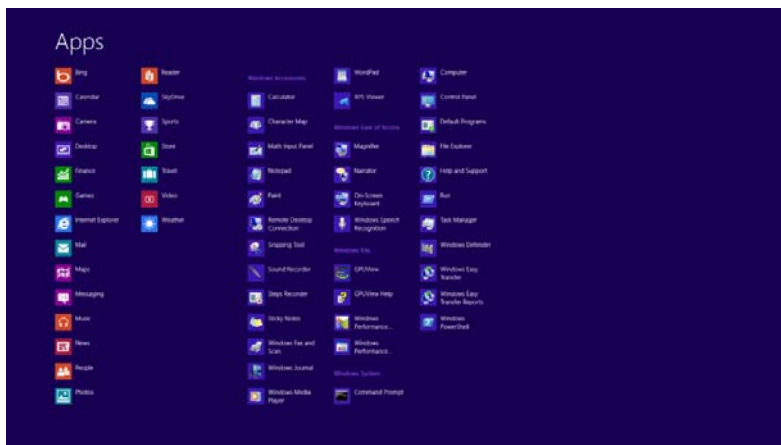 Apps
Bing
Calendar
Camera
Desktop
Finance
Games
Internet Explorer
Mail
Maps
Messaging
Music
News
People
Photos
Reader
SkyDrive
Sports
Store
Travel
Video
Weather
Windows Accessories
Calculator
Character Map
Math Input Panel
Notepad
Paint
Remote Desktop
Connection
Snipping Tool
Sound Recorder
Steps Recorder
Sticky Notes
Windows Fax and
Scan
Windows Journal
Windows Media
Player
WordPad
XPS Viewer
Windows Ease of Access
Magnifier
Narrator
On-Screen
Keyboard
Windows Speech
Recognition
Windows Kits
GPUView
GPUView Help
Windows
Performance...
Windows
Performance...
Windows System
Command Prompt
Computer
Control Panel
Default Programs
File Explorer
Help and Support
Run
Task Manager
Windows Defender
Windows Easy
Transfer
Windows Easy
Transfer Reports
Windows
PowerShell